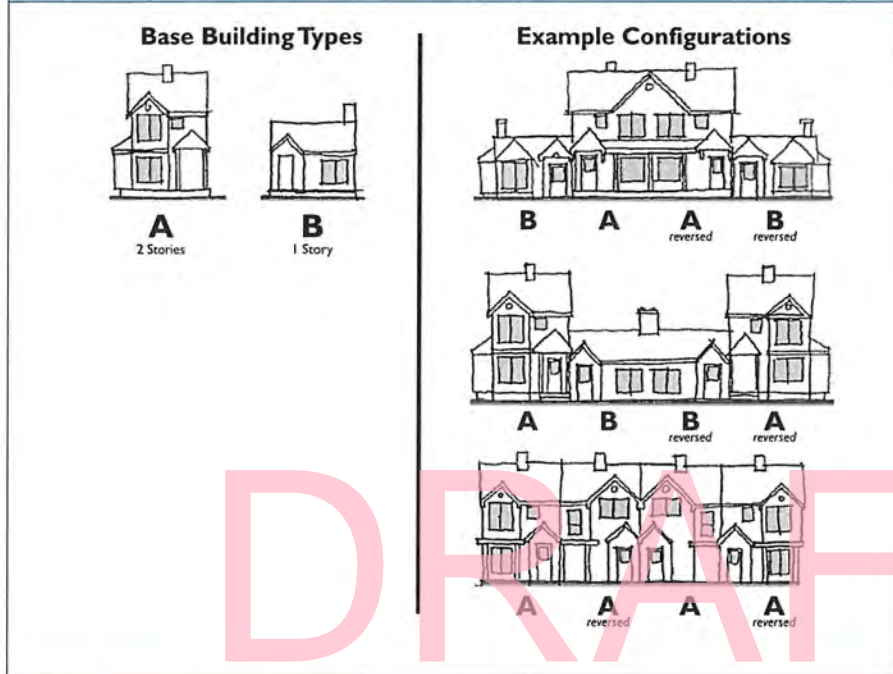 Base Building Types
A
2 Stories
B
1 Story
Example Configurations
B A A B
reversed reversed
A B B A
reversed reversed
A A A A
reversed reversed
DRAF